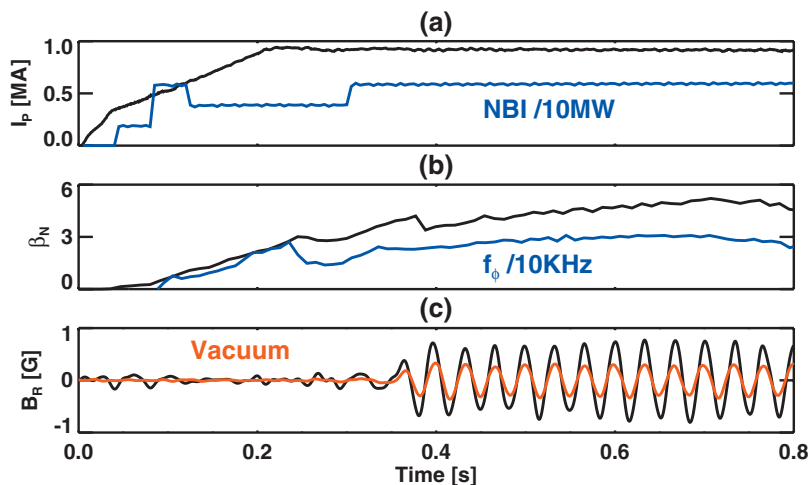 (a)
1.0
0.5
0.0
I_P [MA]
NBI /10MW
(b)
6
3
0
β_N
f_ϕ /10KHz
(c)
1
0
-1
B_R [G]
Vacuum
0.0 0.2 0.4 0.6 0.8
Time [s]